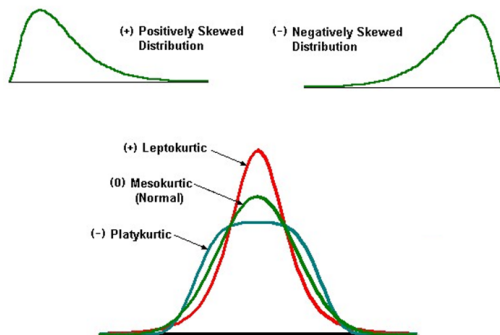 (+) Positively Skewed
Distribution
(-) Negatively Skewed
Distribution
(+) Leptokurtic
(0) Mesokurtic
(Normal)
(-) Platykurtic